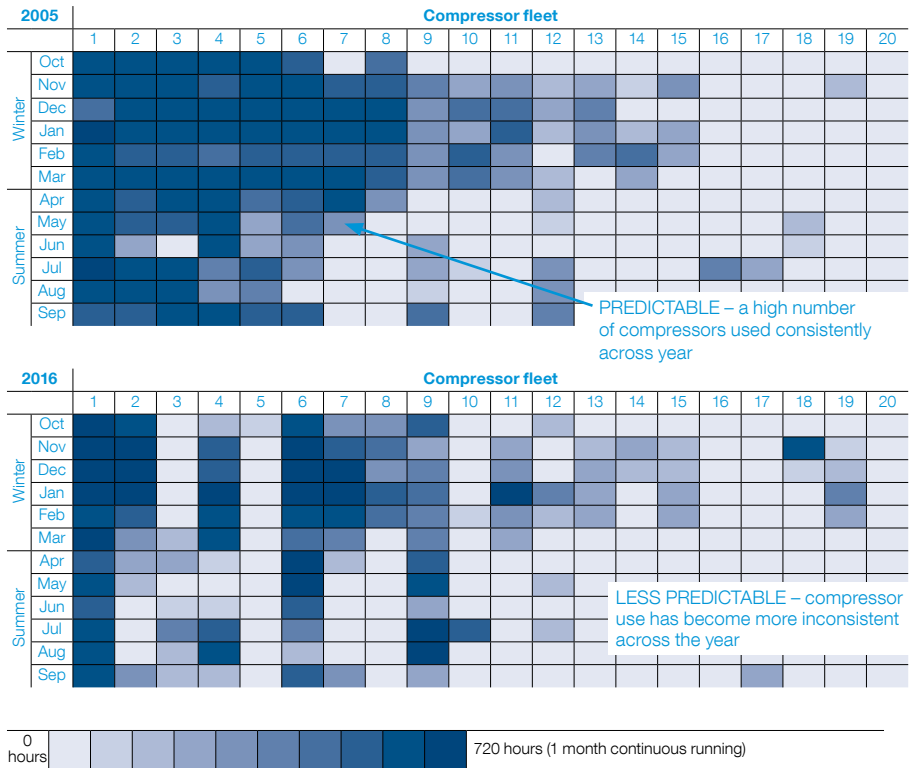 2005 Compressor fleet
1 2 3 4 5 6 7 8 9 10 11 12 13 14 15 16 17 18 19 20
Winter
Oct
Nov
Dec
Jan
Feb
Mar
Summer
Apr
May
Jun
Jul
Aug
Sep
PREDICTABLE – a high number
of compressors used consistently
across year
2016 Compressor fleet
1 2 3 4 5 6 7 8 9 10 11 12 13 14 15 16 17 18 19 20
Winter
Oct
Nov
Dec
Jan
Feb
Mar
Summer
Apr
May
Jun
Jul
Aug
Sep
LESS PREDICTABLE – compressor
use has become more inconsistent
across the year
0
hours
720 hours (1 month continuous running)